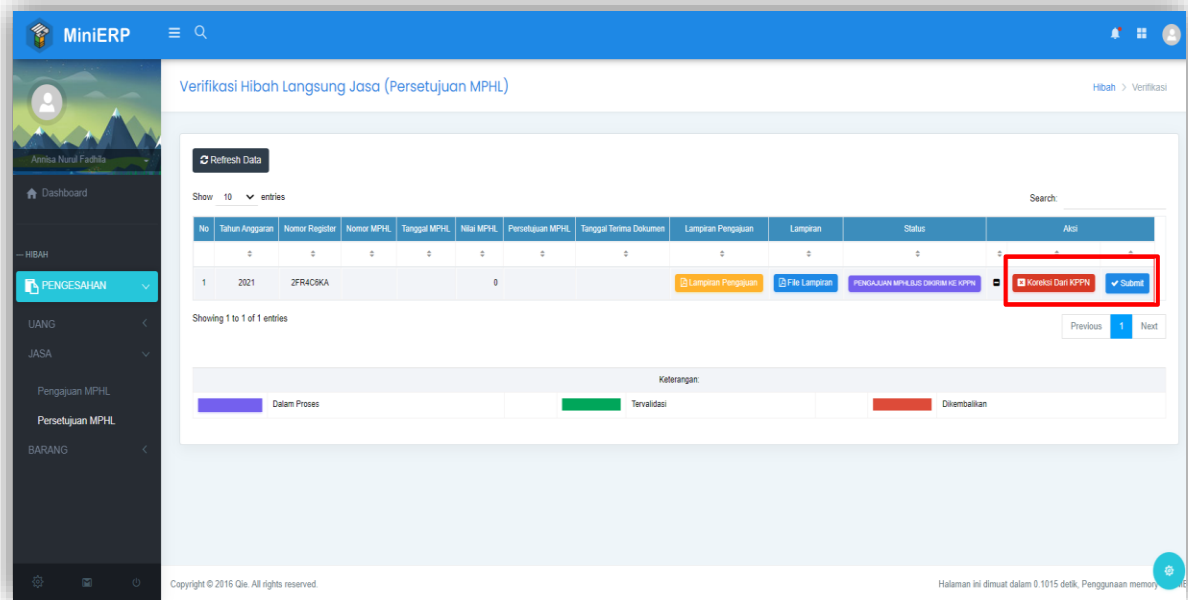 MiniERP
Verifikasi Hibah Langsung Jasa (Persetujuan MPHL)
Hibah > Verifikasi
Annisa Nurul Fadhila
Dashboard
--- HIBAH
PENGESAHAN
UANG
JASA
Pengajuan MPHL
Persetujuan MPHL
BARANG
Refresh Data
Show 10 entries
Search:
No Tahun Anggaran Nomor Register Nomor MPHL Tanggal MPHL Nilai MPHL Persetujuan MPHL Tanggal Terima Dokumen Lampiran Pengajuan Lampiran Status Aksi
1 2021 2FR4C6KA 0 Lampiran Pengajuan File Lampiran PENGAJUAN MPHLBJS DIKIRIM KE KPPN Koreksi Dari KPPN Submit
Showing 1 to 1 of 1 entries
Previous 1 Next
Keterangan:
Dalam Proses Tervalidasi Dikembalikan
Copyright © 2016 Qie. All rights reserved.
Halaman ini dimuat dalam 0.1015 detik, Penggunaan memory